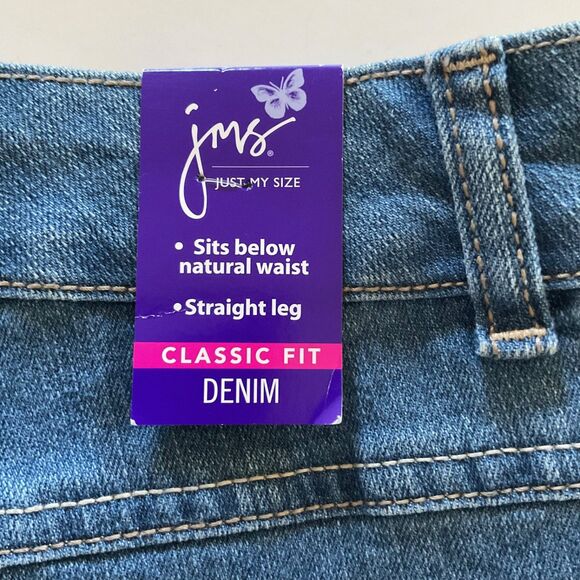 jms®
JUST MY SIZE
• Sits below
natural waist
• Straight leg
CLASSIC FIT
DENIM